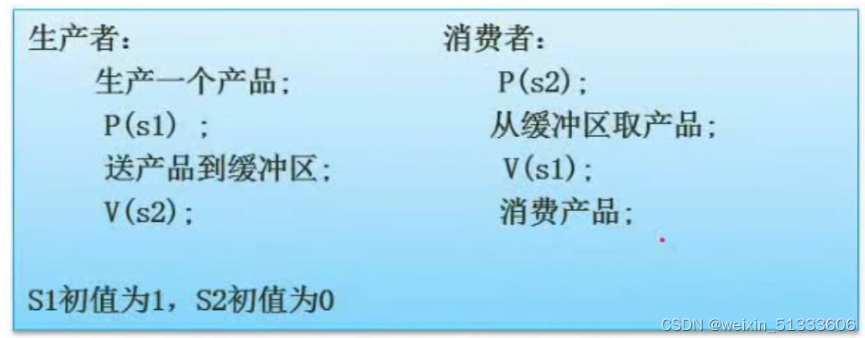 生产者：
生产一个产品;
P(s1) ;
送产品到缓冲区;
V(s2);
消费者：
P(s2);
从缓冲区取产品;
V(s1);
消费产品;
S1初值为1，S2初值为0
CSDN @weixin_51333606